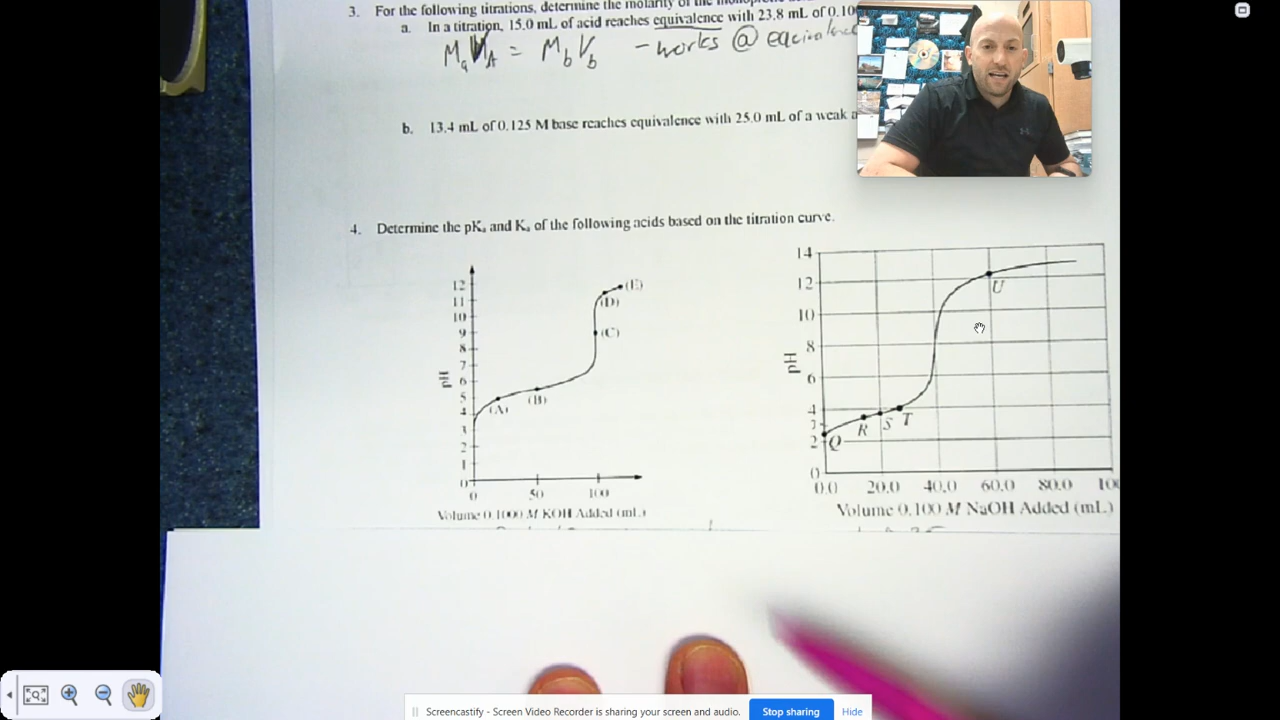 3. For the following titrations, determine the molarity of the
a. In a titration, 15.0 mL of acid reaches equivalence with 23.8 mL of 0.10
MaVA = MbVb - works @ equivalence
b. 13.4 mL of 0.125 M base reaches equivalence with 25.0 mL of a weak a
4. Determine the pKa and Ka of the following acids based on the titration curve.
12
11
10
9
8
7
6
5
4
3
2
1
0
pH
(A)
(B)
(C)
(D)
(E)
0 50 100
Volume 0.1000 M KOH Added (mL)
14
12
10
8
6
4
3
2
0
pH
Q
R
S
T
U
0.0 20.0 40.0 60.0 80.0 10
Volume 0.100 M NaOH Added (mL)
Screencastify - Screen Video Recorder is sharing your screen and audio. Stop sharing Hide